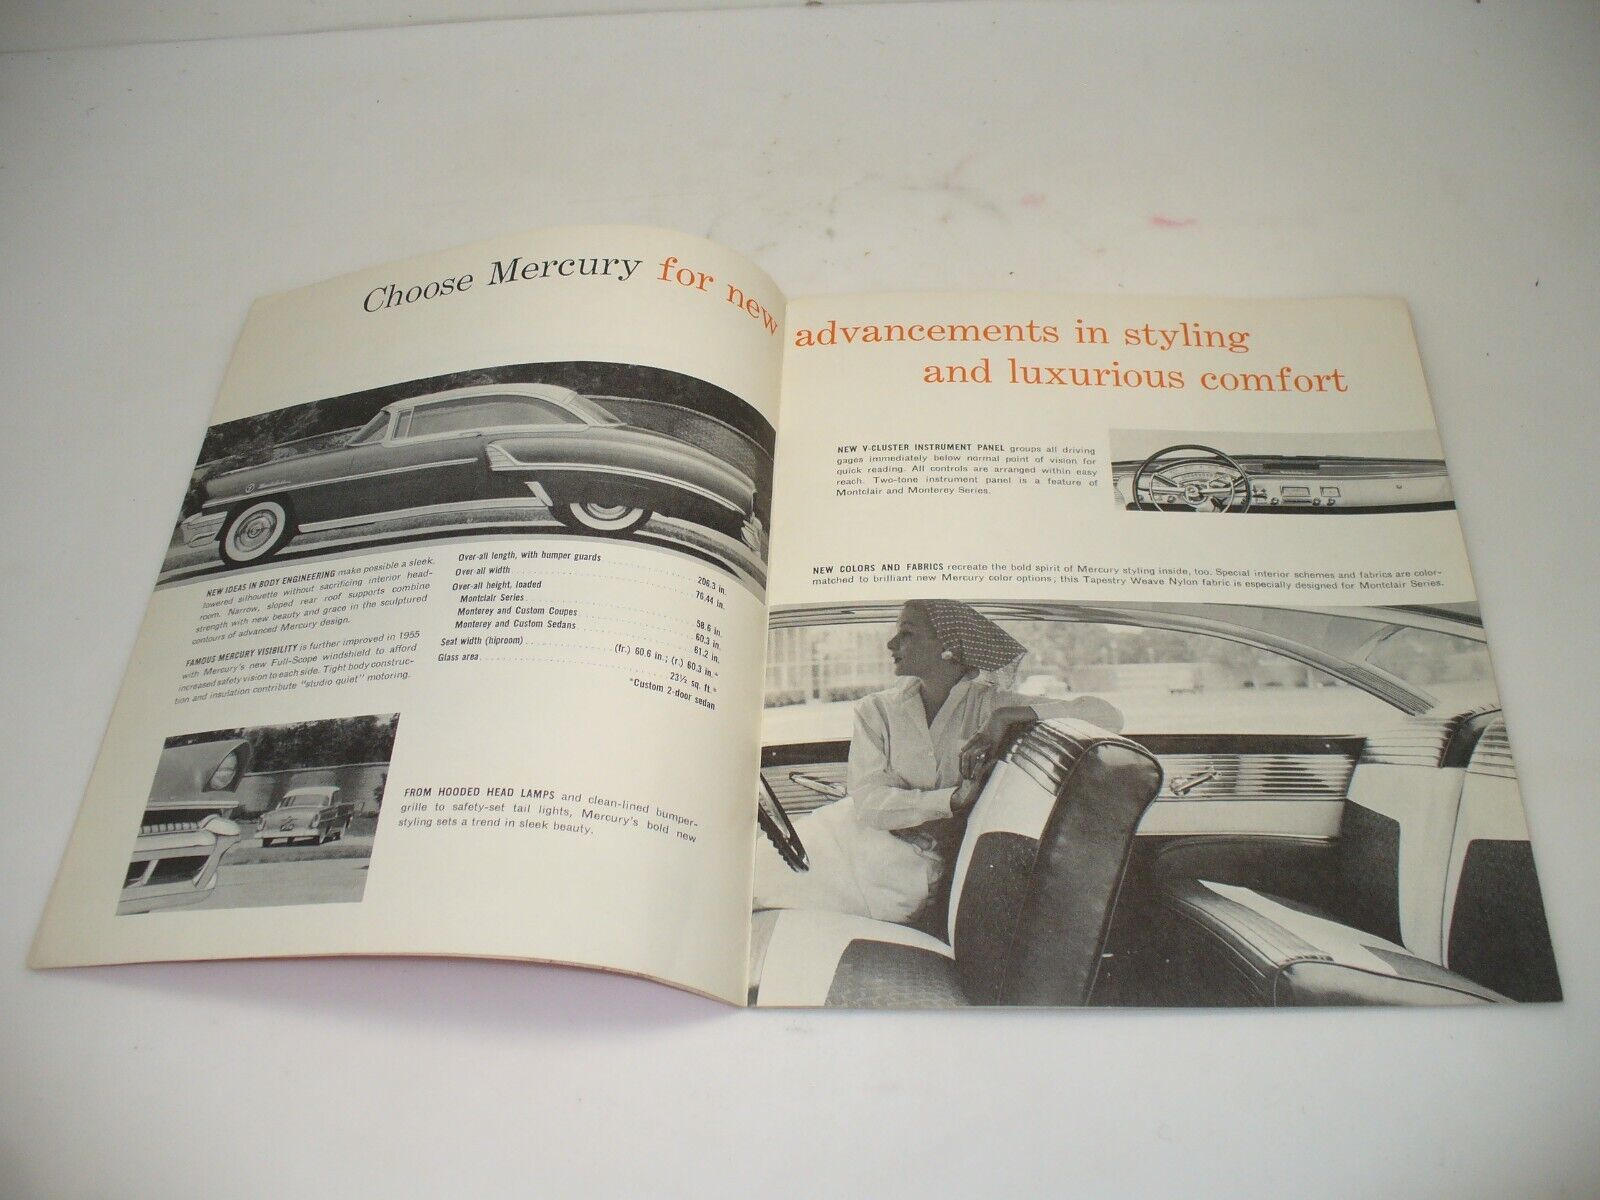 Choose Mercury for new
advancements in styling
and luxurious comfort
NEW IDEAS IN BODY ENGINEERING make possible a sleek,
lowered silhouette without sacrificing interior head-
room. Narrow, sloped rear roof supports combine
strength with new beauty and grace in the sculptured
contours of advanced Mercury design.
FAMOUS MERCURY VISIBILITY is further improved in 1955
with Mercury's new Full-Scope windshield to afford
increased safety vision to each side. Tight body construc-
tion and insulation contribute "studio quiet" motoring.
Over-all length, with bumper guards 206.3 in.
Over-all width 76.44 in.
Over-all height, loaded
Montclair Series 58.6 in.
Monterey and Custom Coupes 60.3 in.
Monterey and Custom Sedans 61.2 in.
Seat width (hiproom) (fr.) 60.6 in.; (r.) 60.3 in.*
Glass area 23½ sq. ft.*
*Custom 2-door sedan
FROM HOODED HEAD LAMPS and clean-lined bumper-
grille to safety-set tail lights, Mercury's bold new
styling sets a trend in sleek beauty.
NEW V-CLUSTER INSTRUMENT PANEL groups all driving
gages immediately below normal point of vision for
quick reading. All controls are arranged within easy
reach. Two-tone instrument panel is a feature of
Montclair and Monterey Series.
NEW COLORS AND FABRICS recreate the bold spirit of Mercury styling inside, too. Special interior schemes and fabrics are color-
matched to brilliant new Mercury color options; this Tapestry Weave Nylon fabric is especially designed for Montclair Series.